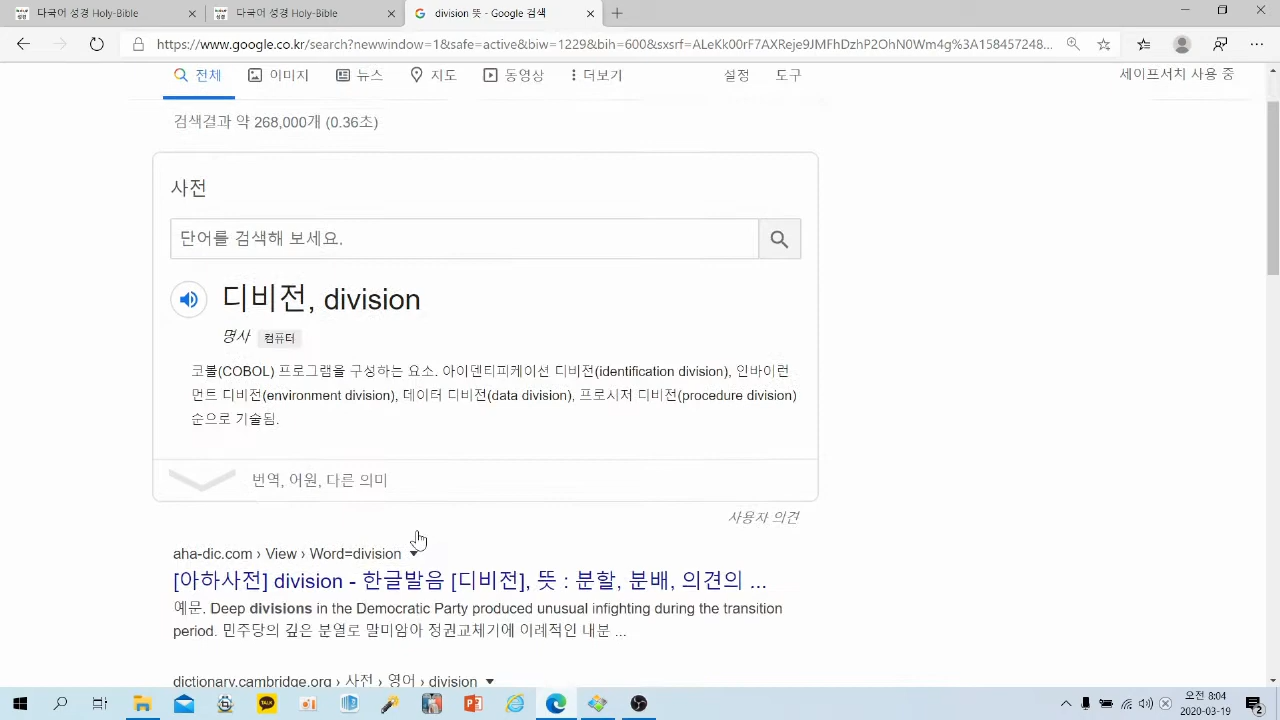 다국어 성경 Holy-Bible
다국어 성경 Holy-Bible
division 뜻 - Google 검색
https://www.google.co.kr/search?newwindow=1&safe=active&biw=1229&bih=600&sxsrf=ALeKk00rF7AXReje9JMFhDzhP2OhN0Wm4g%3A158457248...
전체
이미지
뉴스
지도
동영상
더보기
설정
도구
세이프서치 사용 중
검색결과 약 268,000개 (0.36초)
사전
단어를 검색해 보세요.
디비전, division
명사 컴퓨터
코볼(COBOL) 프로그램을 구성하는 요소. 아이덴티피케이션 디비전(identification division), 인바이런
먼트 디비전(environment division), 데이터 디비전(data division), 프로시저 디비전(procedure division)
순으로 기술됨.
번역, 어원, 다른 의미
사용자 의견
aha-dic.com › View › Word=division
[아하사전] division - 한글발음 [디비전], 뜻 : 분할, 분배, 의견의 ...
예문. Deep divisions in the Democratic Party produced unusual infighting during the transition
period. 민주당의 깊은 분열로 말미암아 정권교체기에 이례적인 내분 ...
dictionary.cambridge.org › 사전 › 영어 › division
TALK
오전 8:04
2020-03-19
2